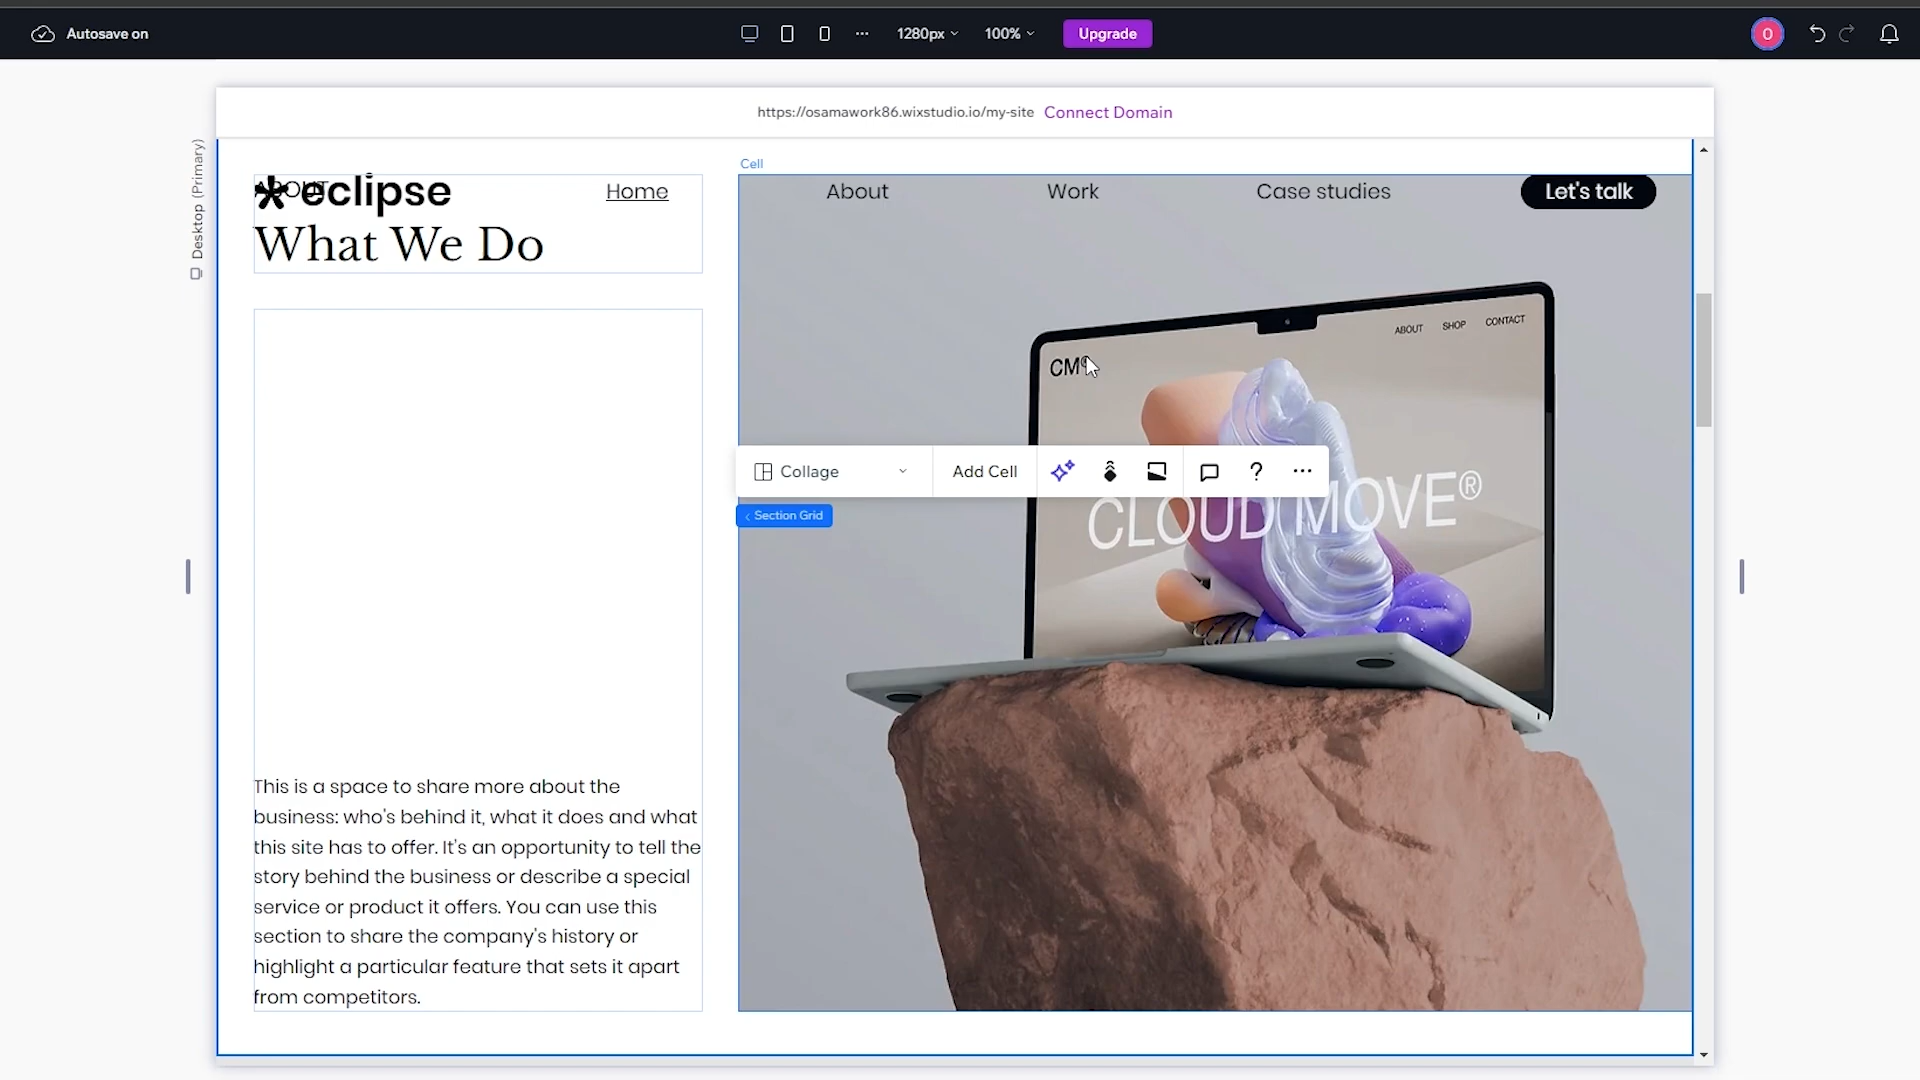 Autosave on
1280px
100%
Upgrade
O
https://osamawork86.wixstudio.io/my-site Connect Domain
Desktop (Primary)
Cell
ABOUT
eclipse
Home
About
Work
Case studies
Let's talk
What We Do
ABOUT
SHOP
CONTACT
CM®
Collage
Add Cell
?
CLOUD MOVE®
Section Grid
This is a space to share more about the
business: who's behind it, what it does and what
this site has to offer. It's an opportunity to tell the
story behind the business or describe a special
service or product it offers. You can use this
section to share the company's history or
highlight a particular feature that sets it apart
from competitors.